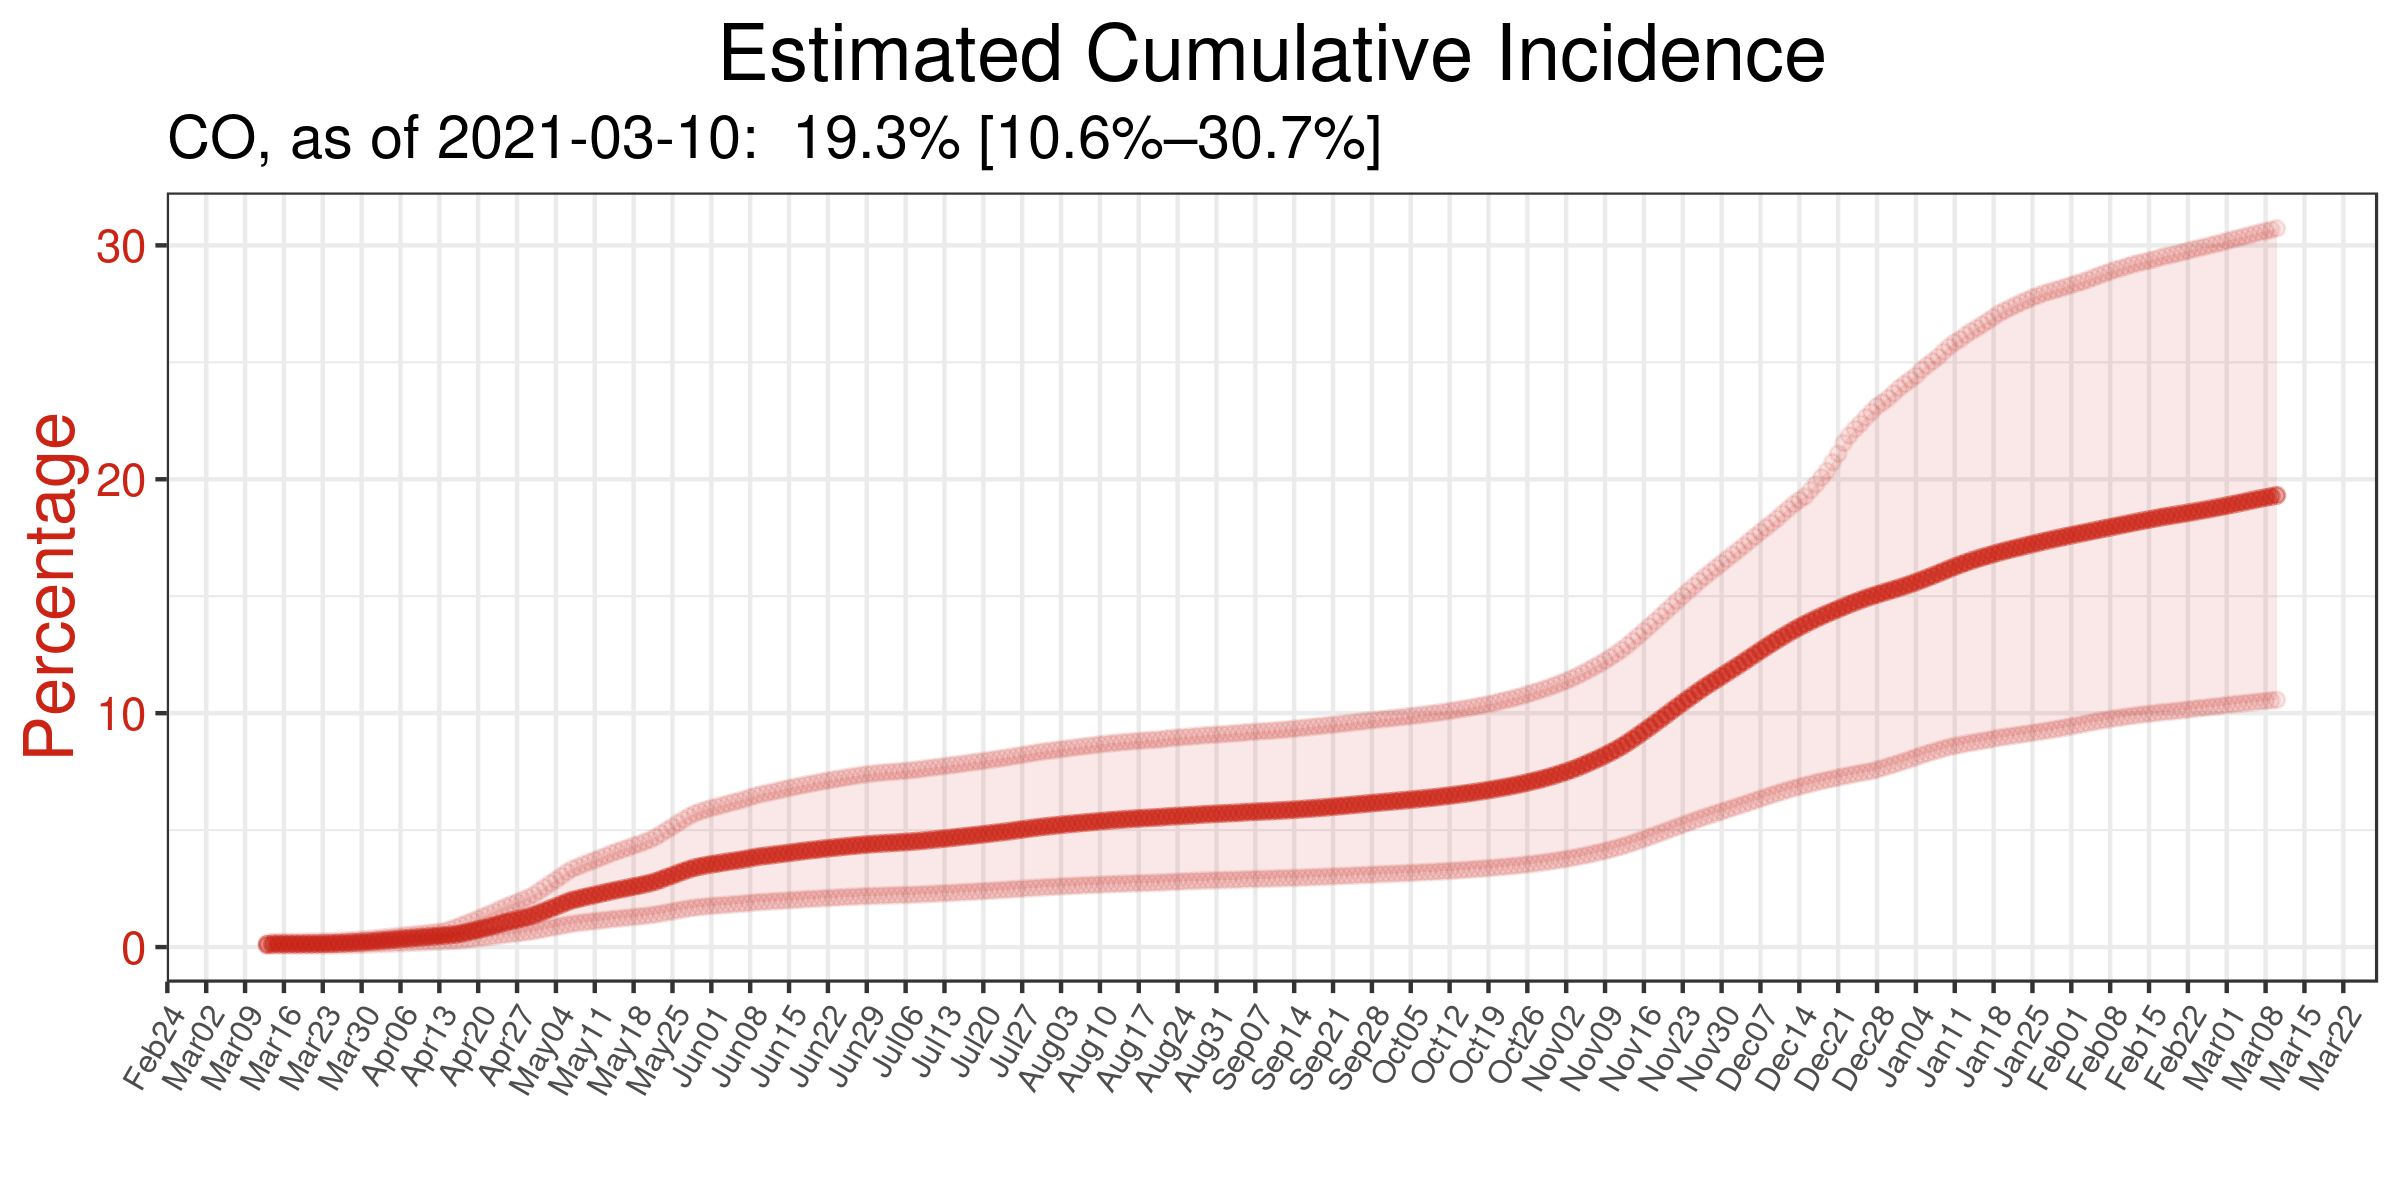 Estimated Cumulative Incidence
CO, as of 2021-03-10:  19.3% [10.6%–30.7%]
Percentage
30
20
10
0
Feb24
Mar02
Mar09
Mar16
Mar23
Mar30
Apr06
Apr13
Apr20
Apr27
May04
May11
May18
May25
Jun01
Jun08
Jun15
Jun22
Jun29
Jul06
Jul13
Jul20
Jul27
Aug03
Aug10
Aug17
Aug24
Aug31
Sep07
Sep14
Sep21
Sep28
Oct05
Oct12
Oct19
Oct26
Nov02
Nov09
Nov16
Nov23
Nov30
Dec07
Dec14
Dec21
Dec28
Jan04
Jan11
Jan18
Jan25
Feb01
Feb08
Feb15
Feb22
Mar01
Mar08
Mar15
Mar22